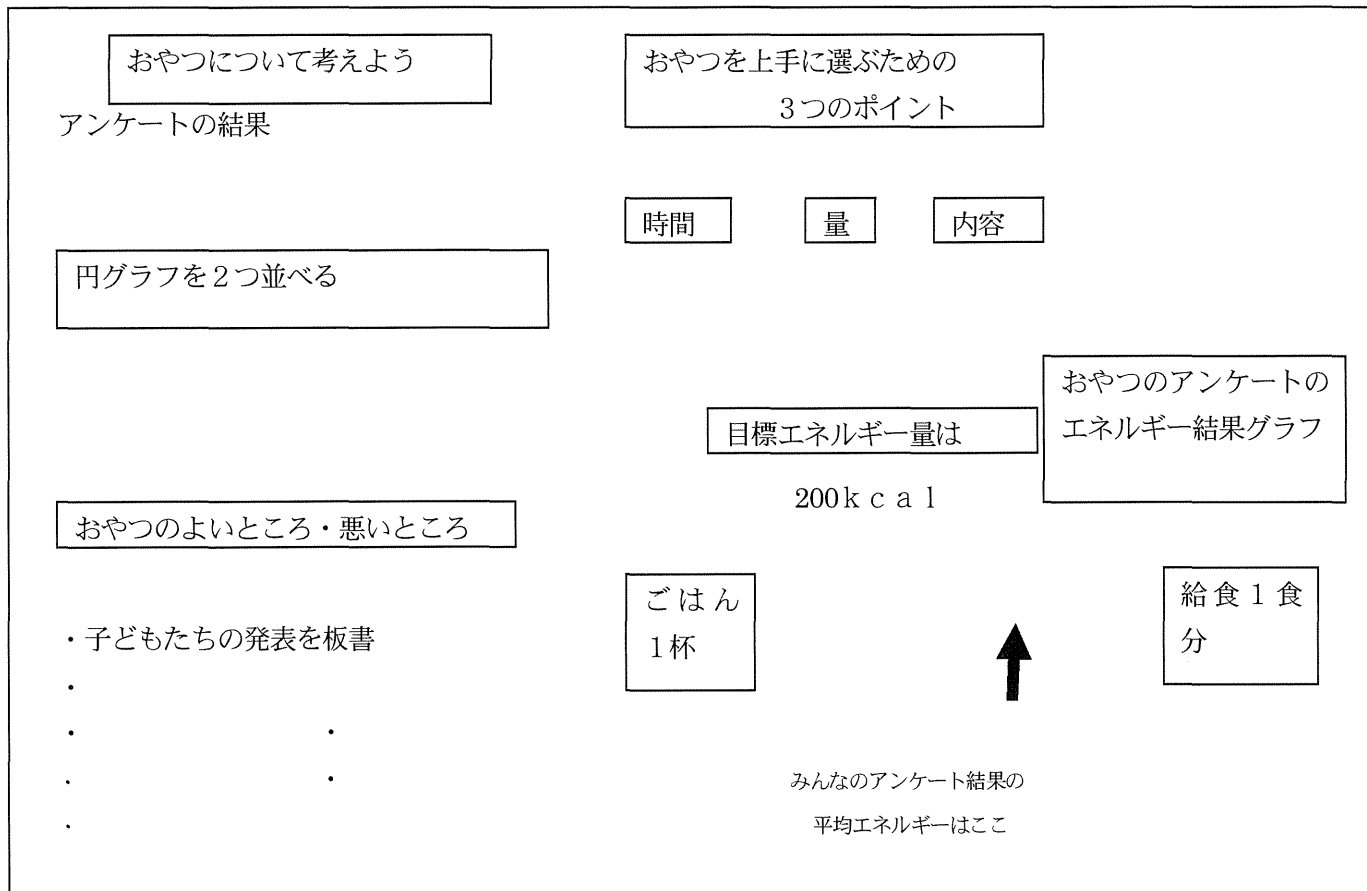 おやつについて考えよう
アンケートの結果
円グラフを２つ並べる
おやつのよいところ・悪いところ
・子どもたちの発表を板書
・
・　・
・　・
・
おやつを上手に選ぶための
３つのポイント
時間　量　内容
おやつのアンケートの
エネルギー結果グラフ
目標エネルギー量は
200ｋｃａｌ
ごはん
１杯
給食１食
分
みんなのアンケート結果の
平均エネルギーはここ